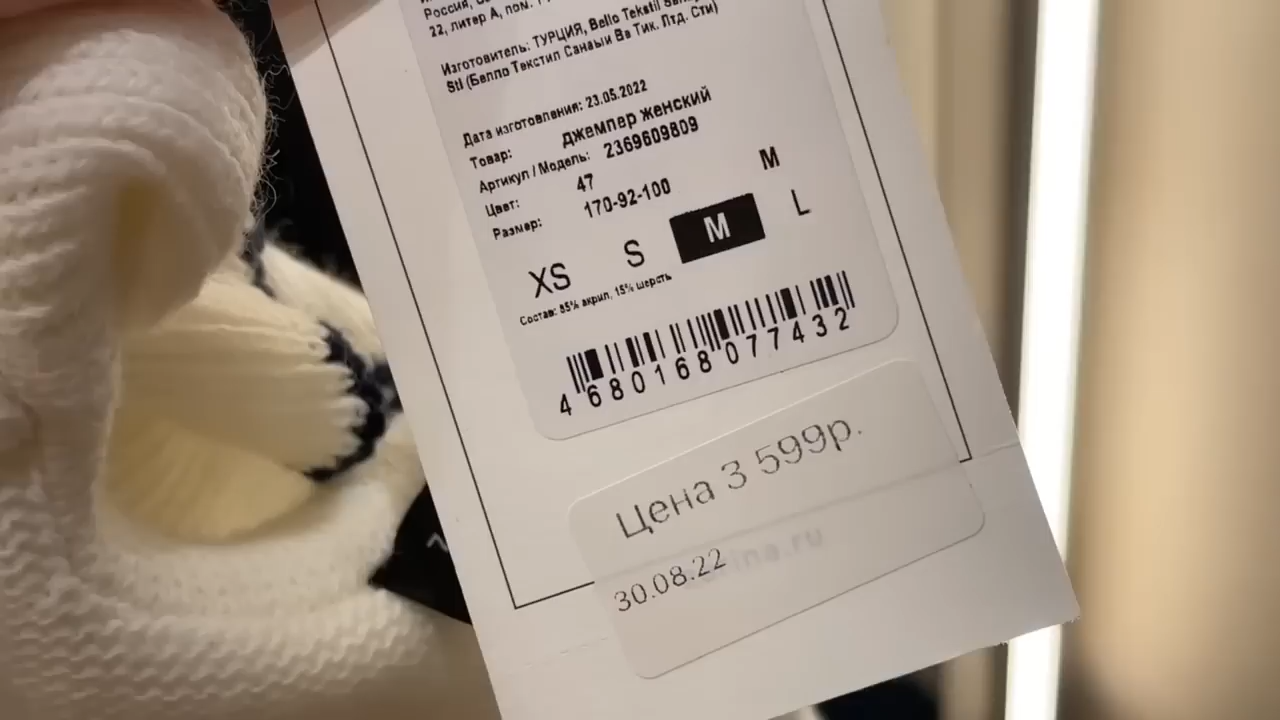 Россия,
22, литер А, пом.
Изготовитель: ТУРЦИЯ, Bello Tekstil
Sti (Белло Текстил Санаыи Ва Тик. Лтд. Сти)
Дата изготовления: 23.05.2022
Товар: джемпер женский
Артикул / Модель: 2369609809
Цвет: 47
Размер: 170-92-100 M
XS S M L
Состав: 85% акрил, 15% шерсть
4680168077432
Цена 3 599р.
30.08.22